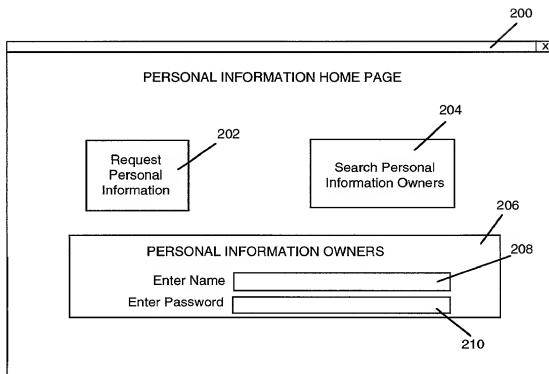 200
X
PERSONAL INFORMATION HOME PAGE
202
204
Request
Personal
Information
Search Personal
Information Owners
206
PERSONAL INFORMATION OWNERS
208
Enter Name
Enter Password
210